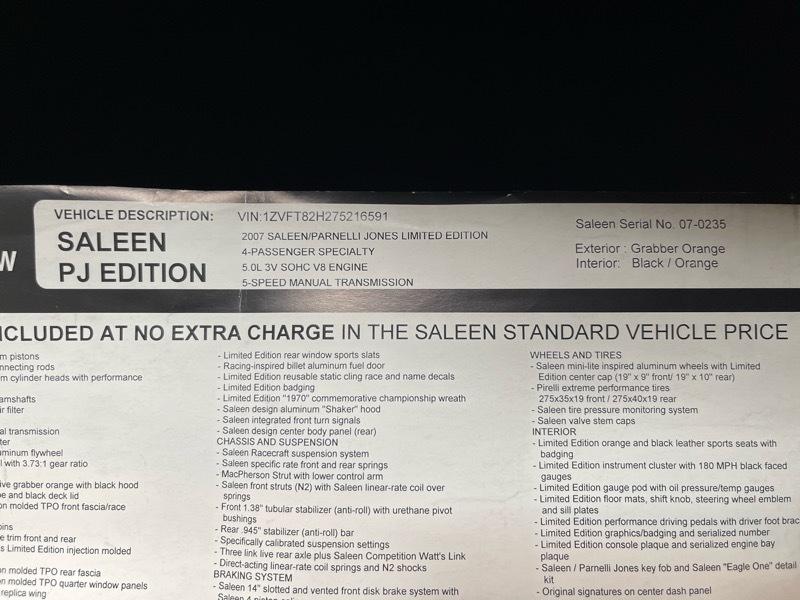 W
VEHICLE DESCRIPTION:
SALEEN
PJ EDITION
VIN:1ZVFT82H275216591
2007 SALEEN/PARNELLI JONES LIMITED EDITION
4-PASSENGER SPECIALTY
5.0L 3V SOHC V8 ENGINE
5-SPEED MANUAL TRANSMISSION
Saleen Serial No. 07-0235
Exterior : Grabber Orange
Interior: Black / Orange
ICLUDED AT NO EXTRA CHARGE IN THE SALEEN STANDARD VEHICLE PRICE
m pistons
nnecting rods
m cylinder heads with performance
amshafts
ir filter
al transmission
ter
uminum flywheel
l with 3.73:1 gear ratio
ive grabber orange with black hood
pe and black deck lid
on molded TPO front fascia/race
pins
e trim front and rear
s Limited Edition injection molded
on molded TPO rear fascia
on molded TPO quarter window panels
replica wing
- Limited Edition rear window sports slats
- Racing-inspired billet aluminum fuel door
- Limited Edition reusable static cling race and name decals
- Limited Edition badging
- Limited Edition "1970" commemorative championship wreath
- Saleen design aluminum "Shaker" hood
- Saleen integrated front turn signals
- Saleen design center body panel (rear)
CHASSIS AND SUSPENSION
- Saleen Racecraft suspension system
- Saleen specific rate front and rear springs
- MacPherson Strut with lower control arm
- Saleen front struts (N2) with Saleen linear-rate coil over
springs
- Front 1.38" tubular stabilizer (anti-roll) with urethane pivot
bushings
- Rear .945" stabilizer (anti-roll) bar
- Specifically calibrated suspension settings
- Three link live rear axle plus Saleen Competition Watt's Link
- Direct-acting linear-rate coil springs and N2 shocks
BRAKING SYSTEM
- Saleen 14" slotted and vented front disk brake system with
Saleen 4 piston
WHEELS AND TIRES
- Saleen mini-lite inspired aluminum wheels with Limited
Edition center cap (19" x 9" front/ 19" x 10" rear)
- Pirelli extreme performance tires
275x35x19 front / 275x40x19 rear
- Saleen tire pressure monitoring system
- Saleen valve stem caps
INTERIOR
- Limited Edition orange and black leather sports seats with
badging
- Limited Edition instrument cluster with 180 MPH black faced
gauges
- Limited Edition gauge pod with oil pressure/temp gauges
- Limited Edition floor mats, shift knob, steering wheel emblem
and sill plates
- Limited Edition performance driving pedals with driver foot brac
- Limited Edition graphics/badging and serialized number
- Limited Edition console plaque and serialized engine bay
plaque
- Saleen / Parnelli Jones key fob and Saleen "Eagle One" detail
kit
- Original signatures on center dash panel